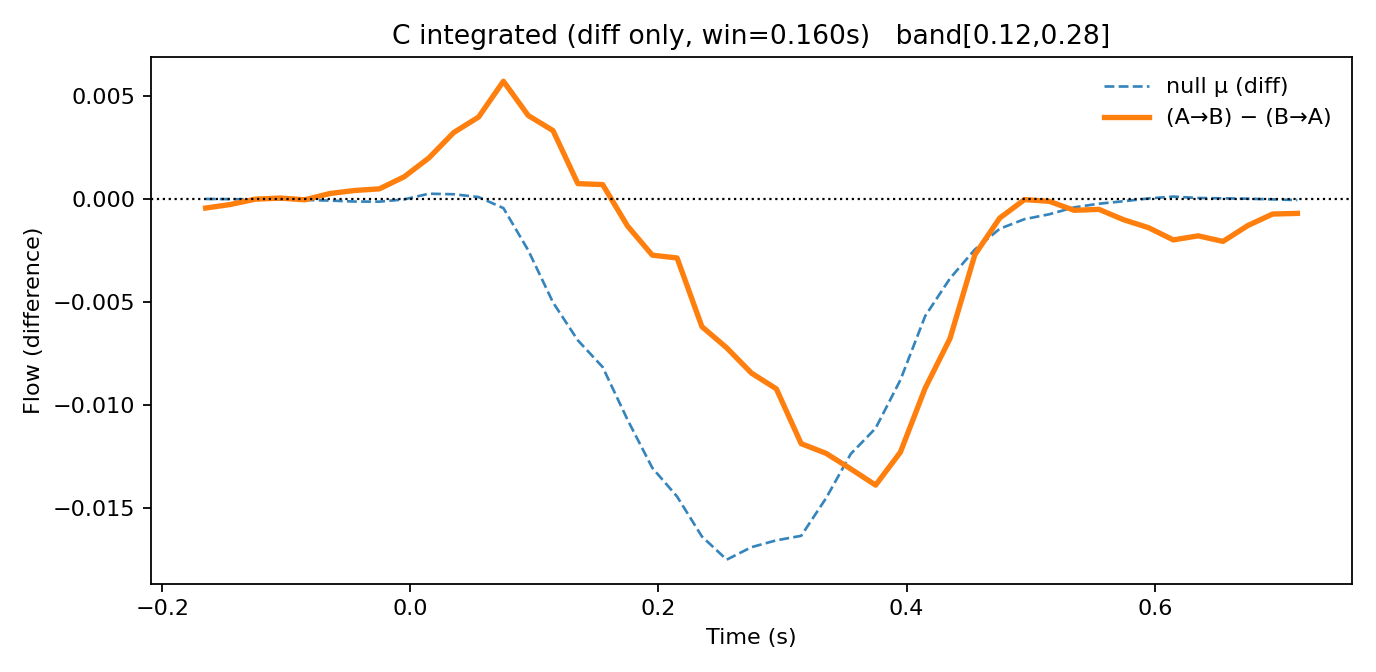 C integrated (diff only, win=0.160s)   band[0.12,0.28]
null μ (diff)
(A→B) − (B→A)
Flow (difference)
0.005
0.000
−0.005
−0.010
−0.015
−0.2
0.0
0.2
0.4
0.6
Time (s)